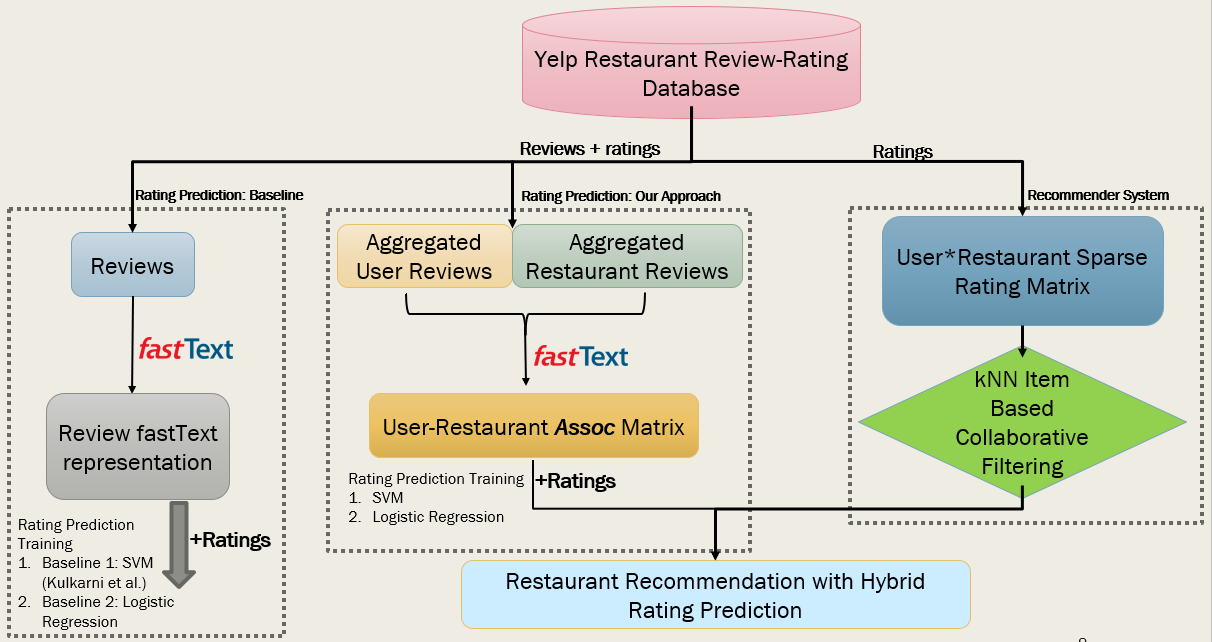 Yelp Restaurant Review-Rating
Database
Reviews + ratings
Ratings
Rating Prediction: Baseline
Rating Prediction: Our Approach
Recommender System
Reviews
fastText
Review fastText
representation
+Ratings
Rating Prediction
Training
1. Baseline 1: SVM
(Kulkarni et al.)
2. Baseline 2: Logistic
Regression
Aggregated
User Reviews
Aggregated
Restaurant Reviews
fastText
User-Restaurant Assoc Matrix
Rating Prediction Training
1. SVM
2. Logistic Regression
+Ratings
User*Restaurant Sparse
Rating Matrix
kNN Item
Based
Collaborative
Filtering
Restaurant Recommendation with Hybrid
Rating Prediction